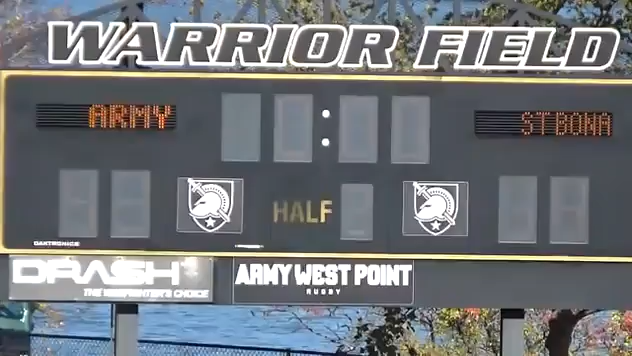 WARRIOR FIELD
ARMY
ST BONA
HALF
DAKTRONICS
DRASH
THE WARFIGHTER'S CHOICE
ARMY WEST POINT
RUGBY